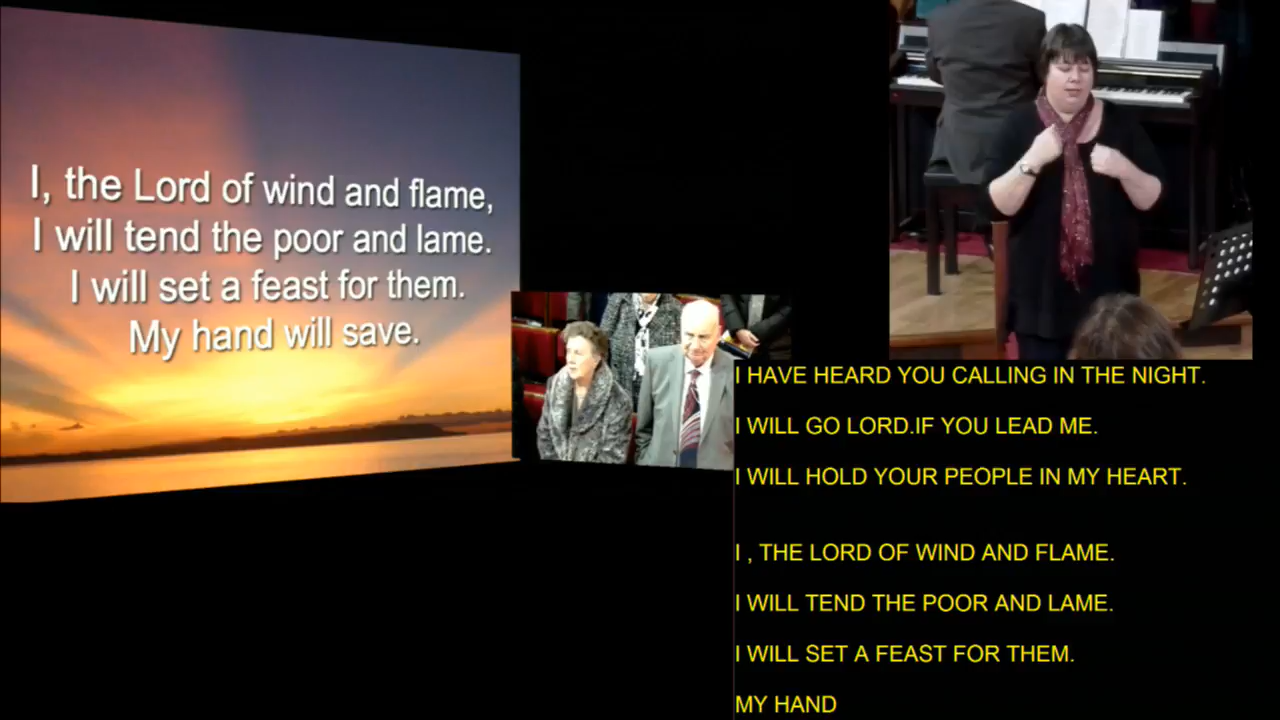 I, the Lord of wind and flame,
I will tend the poor and lame.
I will set a feast for them.
My hand will save.
I HAVE HEARD YOU CALLING IN THE NIGHT.
I WILL GO LORD.IF YOU LEAD ME.
I WILL HOLD YOUR PEOPLE IN MY HEART.
I , THE LORD OF WIND AND FLAME.
I WILL TEND THE POOR AND LAME.
I WILL SET A FEAST FOR THEM.
MY HAND